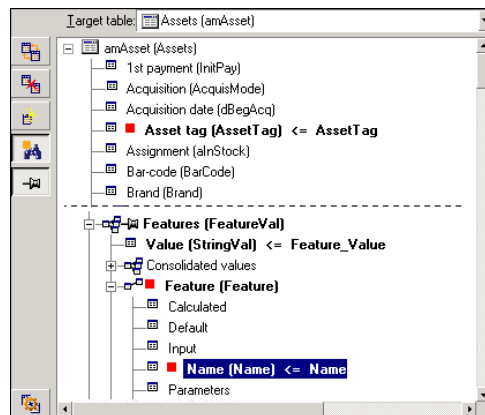 Target table: Assets (amAsset)
amAsset (Assets)
1st payment (InitPay)
Acquisition (AcquisMode)
Acquisition date (dBegAcq)
Asset tag (AssetTag) <= AssetTag
Assignment (aInStock)
Bar-code (BarCode)
Brand (Brand)
Features (FeatureVal)
Value (StringVal) <= Feature_Value
Consolidated values
Feature (Feature)
Calculated
Default
Input
Name (Name) <= Name
Parameters